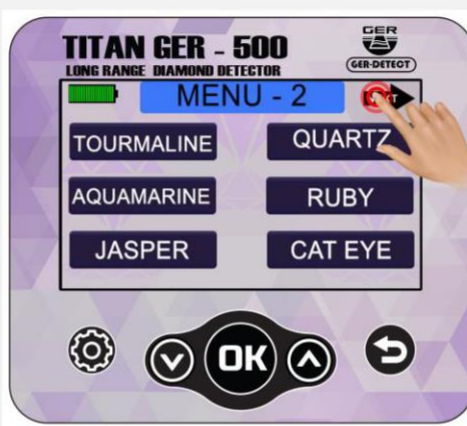 TITAN GER - 500
LONG RANGE DIAMOND DETECTOR
GER
GER-DETECT
MENU - 2
TOURMALINE
QUARTZ
AQUAMARINE
RUBY
JASPER
CAT EYE
OK